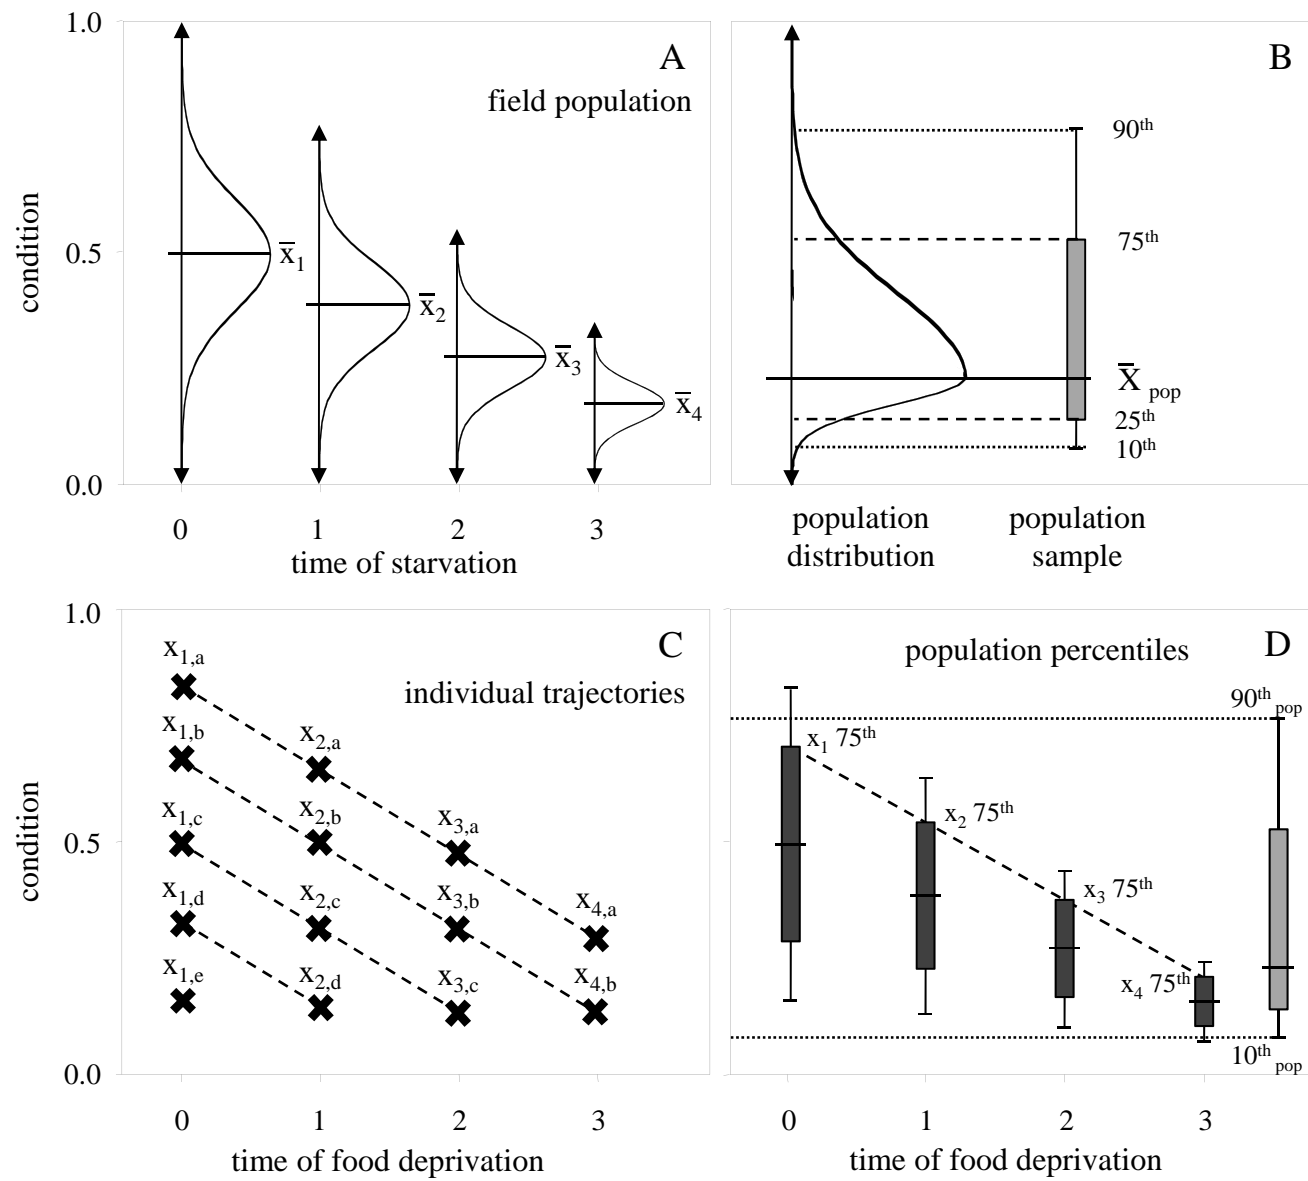 A
field population
condition
1.0
0.5
0.0
x̄₁
x̄₂
x̄₃
x̄₄
0 1 2 3
time of starvation
B
90ᵗʰ
75ᵗʰ
X̄ pop
25ᵗʰ
10ᵗʰ
population distribution
population sample
C
individual trajectories
condition
1.0
0.5
0.0
x1,a
x1,b
x1,c
x1,d
x1,e
x2,a
x2,b
x2,c
x2,d
x3,a
x3,b
x3,c
x4,a
x4,b
0 1 2 3
time of food deprivation
D
population percentiles
90ᵗʰ pop
x₁ 75ᵗʰ
x₂ 75ᵗʰ
x₃ 75ᵗʰ
x₄ 75ᵗʰ
10ᵗʰ pop
0 1 2 3
time of food deprivation